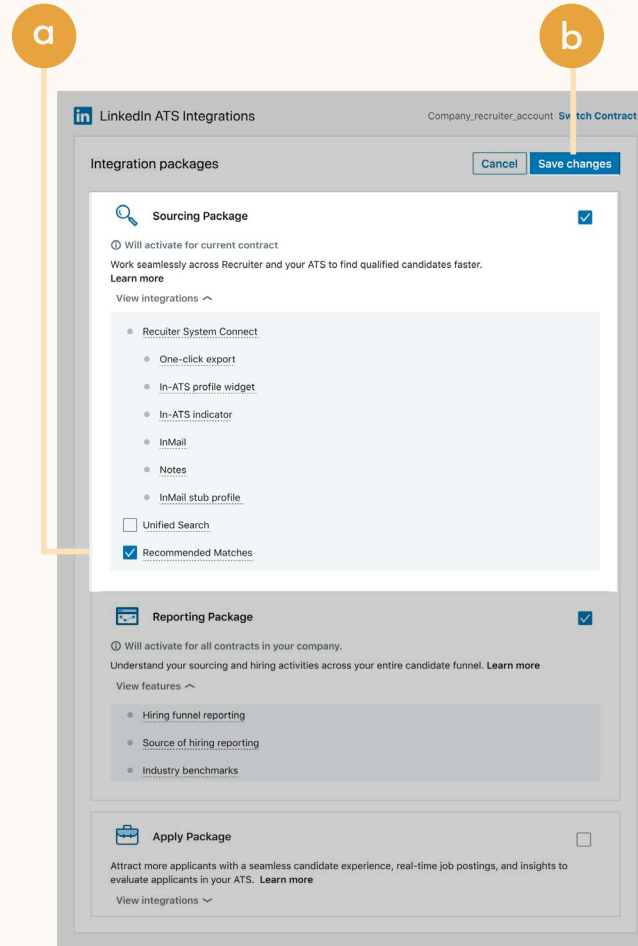 a
b
in LinkedIn ATS Integrations
Company_recruiter_account Switch Contract
Integration packages
Cancel
Save changes
Sourcing Package
Will activate for current contract
Work seamlessly across Recruiter and your ATS to find qualified candidates faster.
Learn more
View integrations
Recuiter System Connect
One-click export
In-ATS profile widget
In-ATS indicator
InMail
Notes
InMail stub profile
Unified Search
Recommended Matches
Reporting Package
Will activate for all contracts in your company.
Understand your sourcing and hiring activities across your entire candidate funnel. Learn more
View features
Hiring funnel reporting
Source of hiring reporting
Industry benchmarks
Apply Package
Attract more applicants with a seamless candidate experience, real-time job postings, and insights to
evaluate applicants in your ATS. Learn more
View integrations